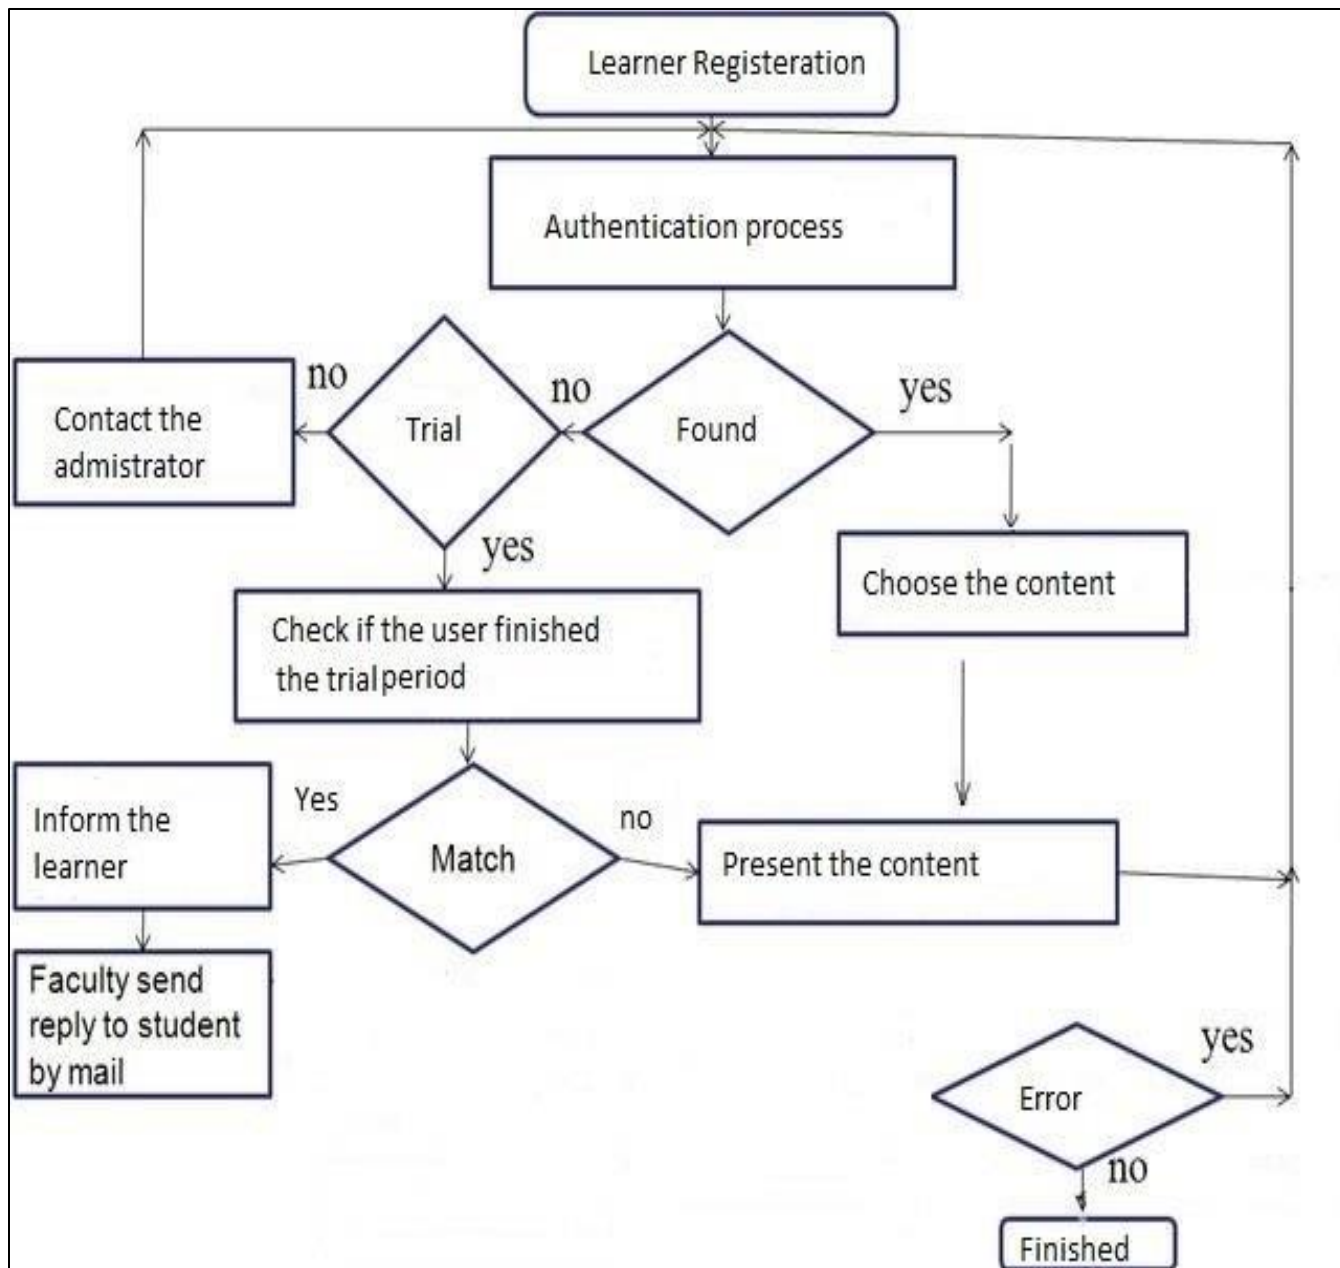 Learner Registeration
Authentication process
no
no
yes
Contact the
admistrator
Trial
Found
yes
Choose the content
Check if the user finished
the trial period
Yes
no
Inform the
learner
Match
Present the content
Faculty send
reply to student
by mail
yes
Error
no
Finished